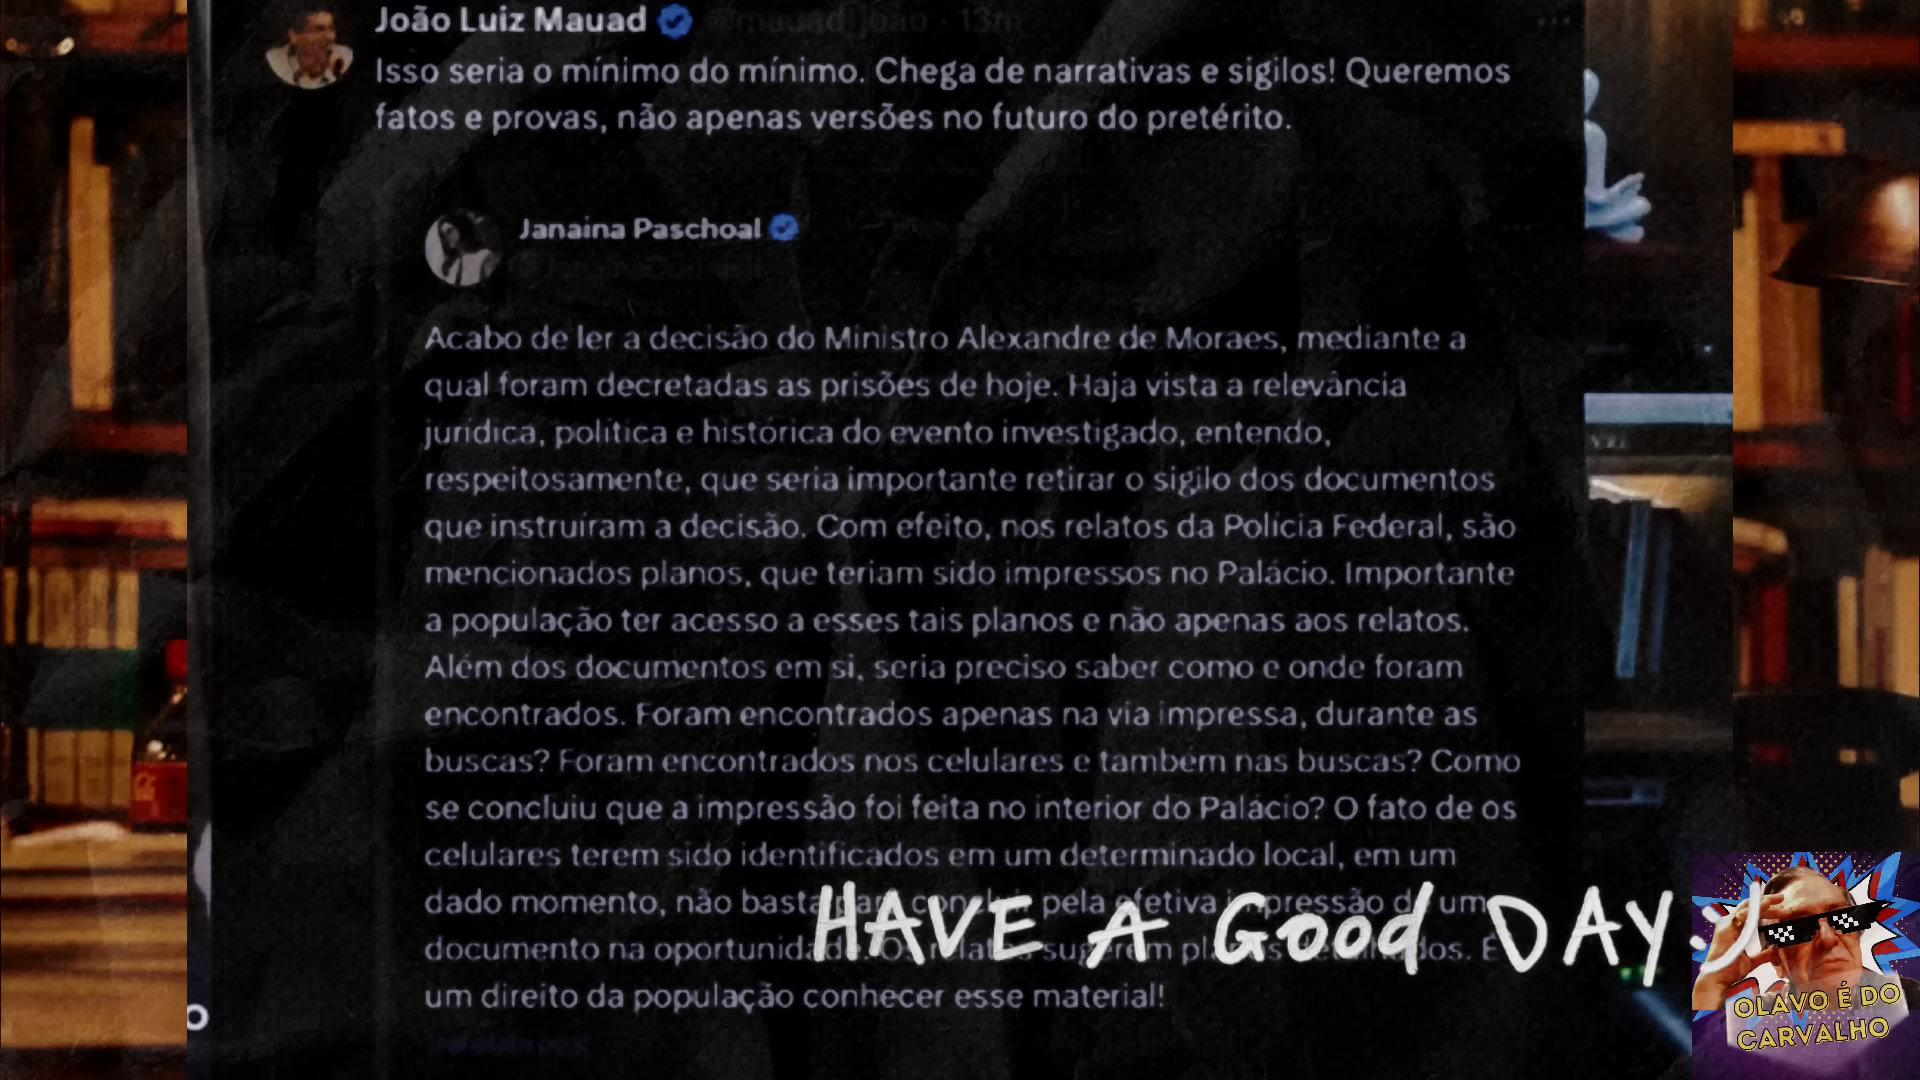 João Luiz Mauad @mauad_joao · 13m
Isso seria o mínimo do mínimo. Chega de narrativas e sigilos! Queremos
fatos e provas, não apenas versões no futuro do pretérito.
Janaina Paschoal
Acabo de ler a decisão do Ministro Alexandre de Moraes, mediante a
qual foram decretadas as prisões de hoje. Haja vista a relevância
jurídica, política e histórica do evento investigado, entendo,
respeitosamente, que seria importante retirar o sigilo dos documentos
que instruíram a decisão. Com efeito, nos relatos da Polícia Federal, são
mencionados planos, que teriam sido impressos no Palácio. Importante
a população ter acesso a esses tais planos e não apenas aos relatos.
Além dos documentos em si, seria preciso saber como e onde foram
encontrados. Foram encontrados apenas na via impressa, durante as
buscas? Foram encontrados nos celulares e também nas buscas? Como
se concluiu que a impressão foi feita no interior do Palácio? O fato de os
celulares terem sido identificados em um determinado local, em um
dado momento, não basta pela efetiva impressão d um
documento na oportunidade. sugerem É
um direito da população conhecer esse material!
HAVE A Good DAY :)
O
OLAVO É DO
CARVALHO